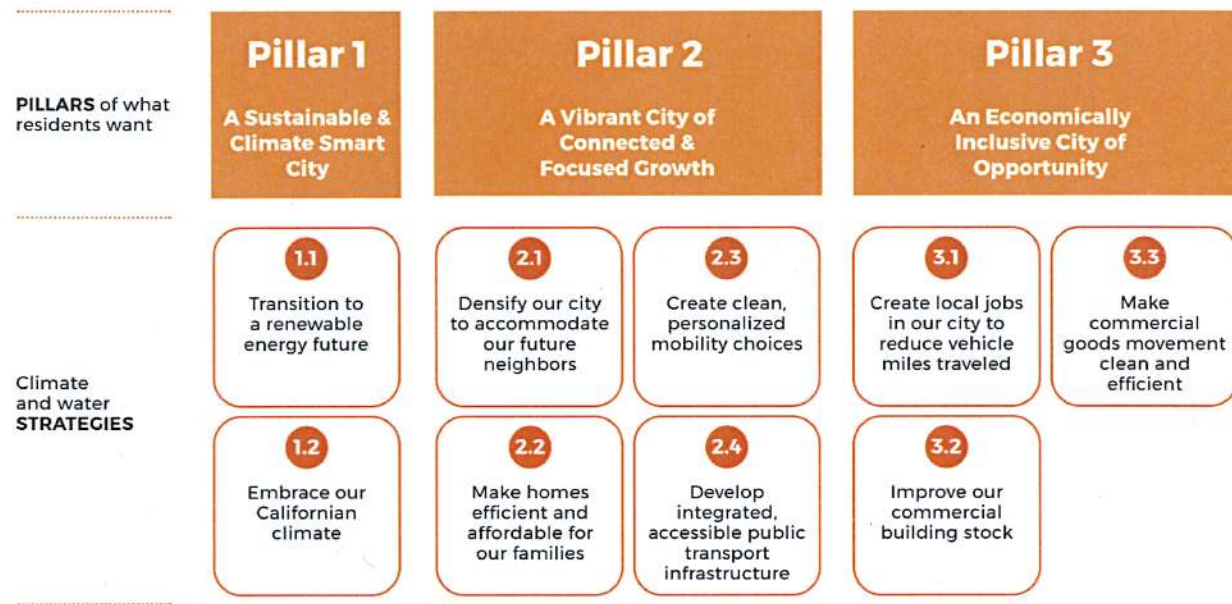 PILLARS of what
residents want
Pillar 1
A Sustainable &
Climate Smart
City
Pillar 2
A Vibrant City of
Connected &
Focused Growth
Pillar 3
An Economically
Inclusive City of
Opportunity
Climate
and water
STRATEGIES
1.1
Transition to
a renewable
energy future
2.1
Densify our city
to accommodate
our future
neighbors
2.3
Create clean,
personalized
mobility choices
3.1
Create local jobs
in our city to
reduce vehicle
miles traveled
3.3
Make
commercial
goods movement
clean and
efficient
1.2
Embrace our
Californian
climate
2.2
Make homes
efficient and
affordable for
our families
2.4
Develop
integrated,
accessible public
transport
infrastructure
3.2
Improve our
commercial
building stock